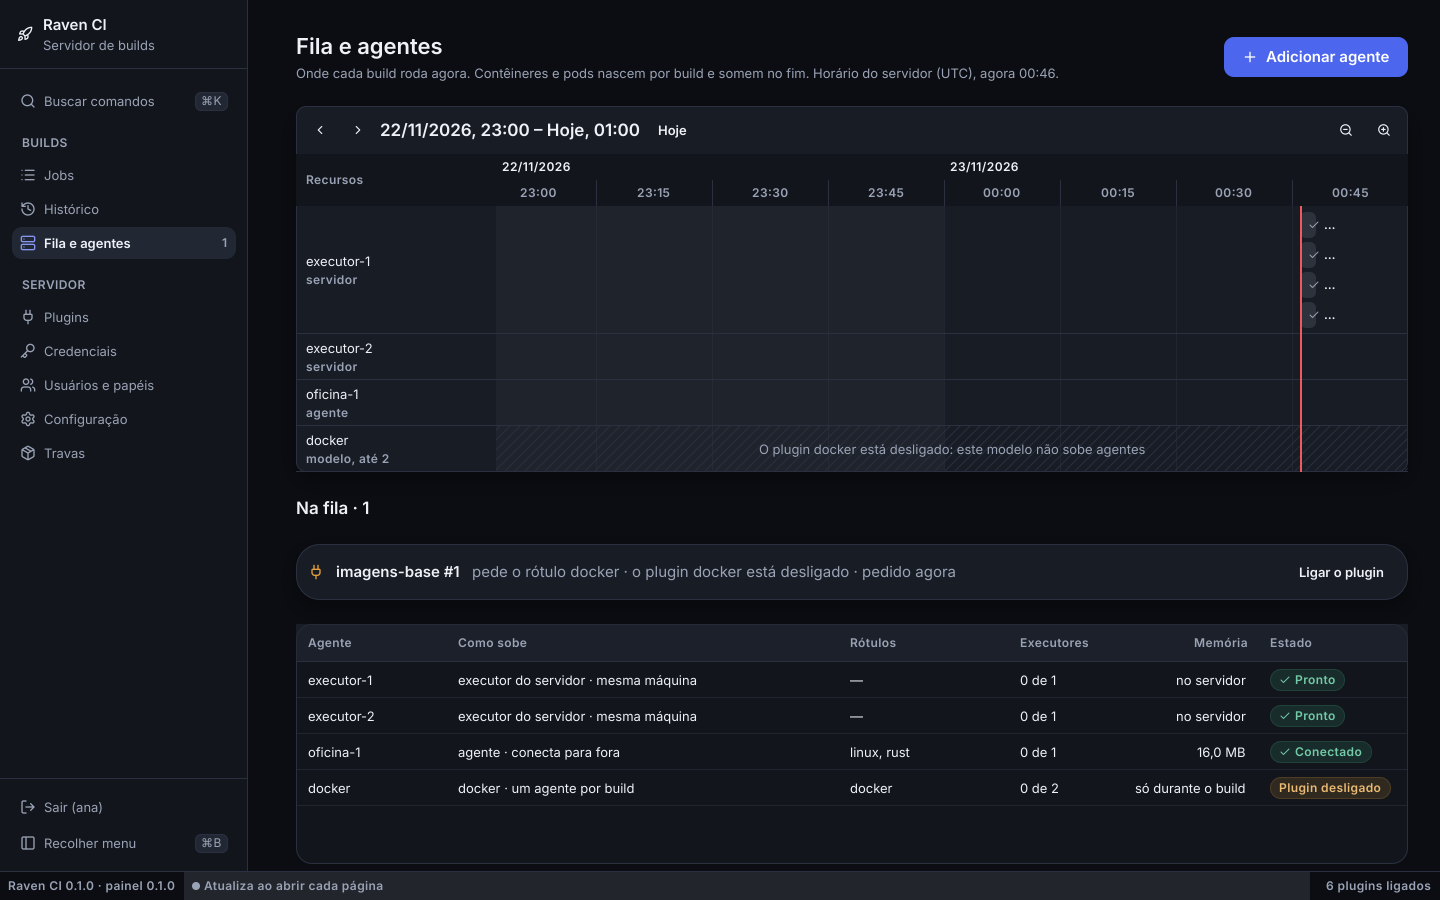 Raven CI
Servidor de builds
Buscar comandos ⌘K
BUILDS
Jobs
Histórico
Fila e agentes 1
SERVIDOR
Plugins
Credenciais
Usuários e papéis
Configuração
Travas
Sair (ana)
Recolher menu ⌘B
Fila e agentes
Onde cada build roda agora. Contêineres e pods nascem por build e somem no fim. Horário do servidor (UTC), agora 00:46.
Adicionar agente
22/11/2026, 23:00 – Hoje, 01:00 Hoje
Recursos
22/11/2026 23/11/2026
23:00 23:15 23:30 23:45 00:00 00:15 00:30 00:45
executor-1
servidor
...
...
...
...
executor-2
servidor
oficina-1
agente
docker
modelo, até 2
O plugin docker está desligado: este modelo não sobe agentes
Na fila · 1
imagens-base #1 pede o rótulo docker · o plugin docker está desligado · pedido agora Ligar o plugin
Agente Como sobe Rótulos Executores Memória Estado
executor-1 executor do servidor · mesma máquina — 0 de 1 no servidor Pronto
executor-2 executor do servidor · mesma máquina — 0 de 1 no servidor Pronto
oficina-1 agente · conecta para fora linux, rust 0 de 1 16,0 MB Conectado
docker docker · um agente por build docker 0 de 2 só durante o build Plugin desligado
Raven CI 0.1.0 · painel 0.1.0 Atualiza ao abrir cada página 6 plugins ligados